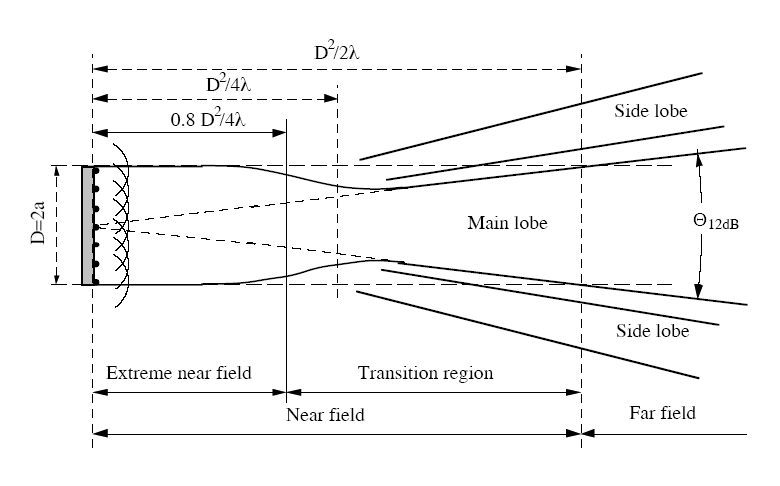 D²/2λ
D²/4λ
0.8 D²/4λ
Side lobe
D=2a
Main lobe
Θ12dB
Side lobe
Extreme near field
Transition region
Near field
Far field